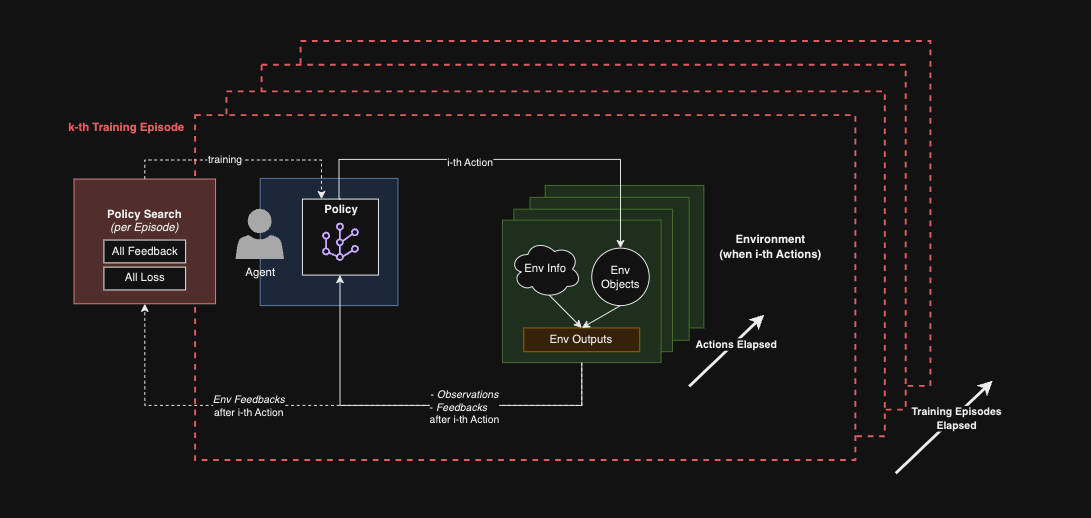 k-th Training Episode
training
i-th Action
Policy Search
(per Episode)
All Feedback
All Loss
Policy
Agent
Env Info
Env
Objects
Env Outputs
Environment
(when i-th Actions)
Actions Elapsed
Env Feedbacks
after i-th Action
- Observations
- Feedbacks
after i-th Action
Training Episodes
Elapsed